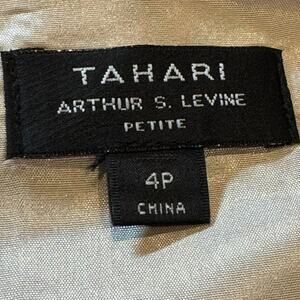 TAHARI
ARTHUR S. LEVINE
PETITE
4P
CHINA